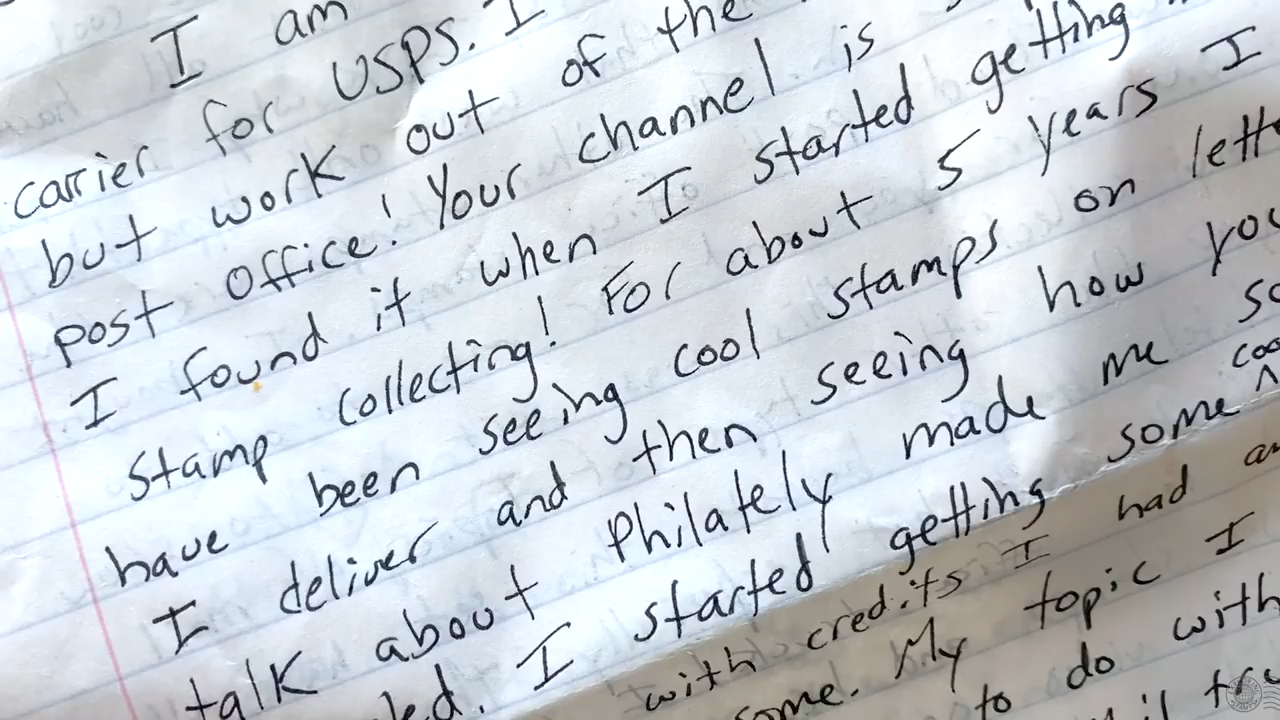 I am
carrier for USPS. I
but work out of the
post office! Your channel is
I found it when I started getting
stamp collecting! For about 5 years I
have been seeing cool stamps on
I deliver and then seeing how you
talk about Philately made me
I started getting some
with credits I had
some. My topic I
to do with